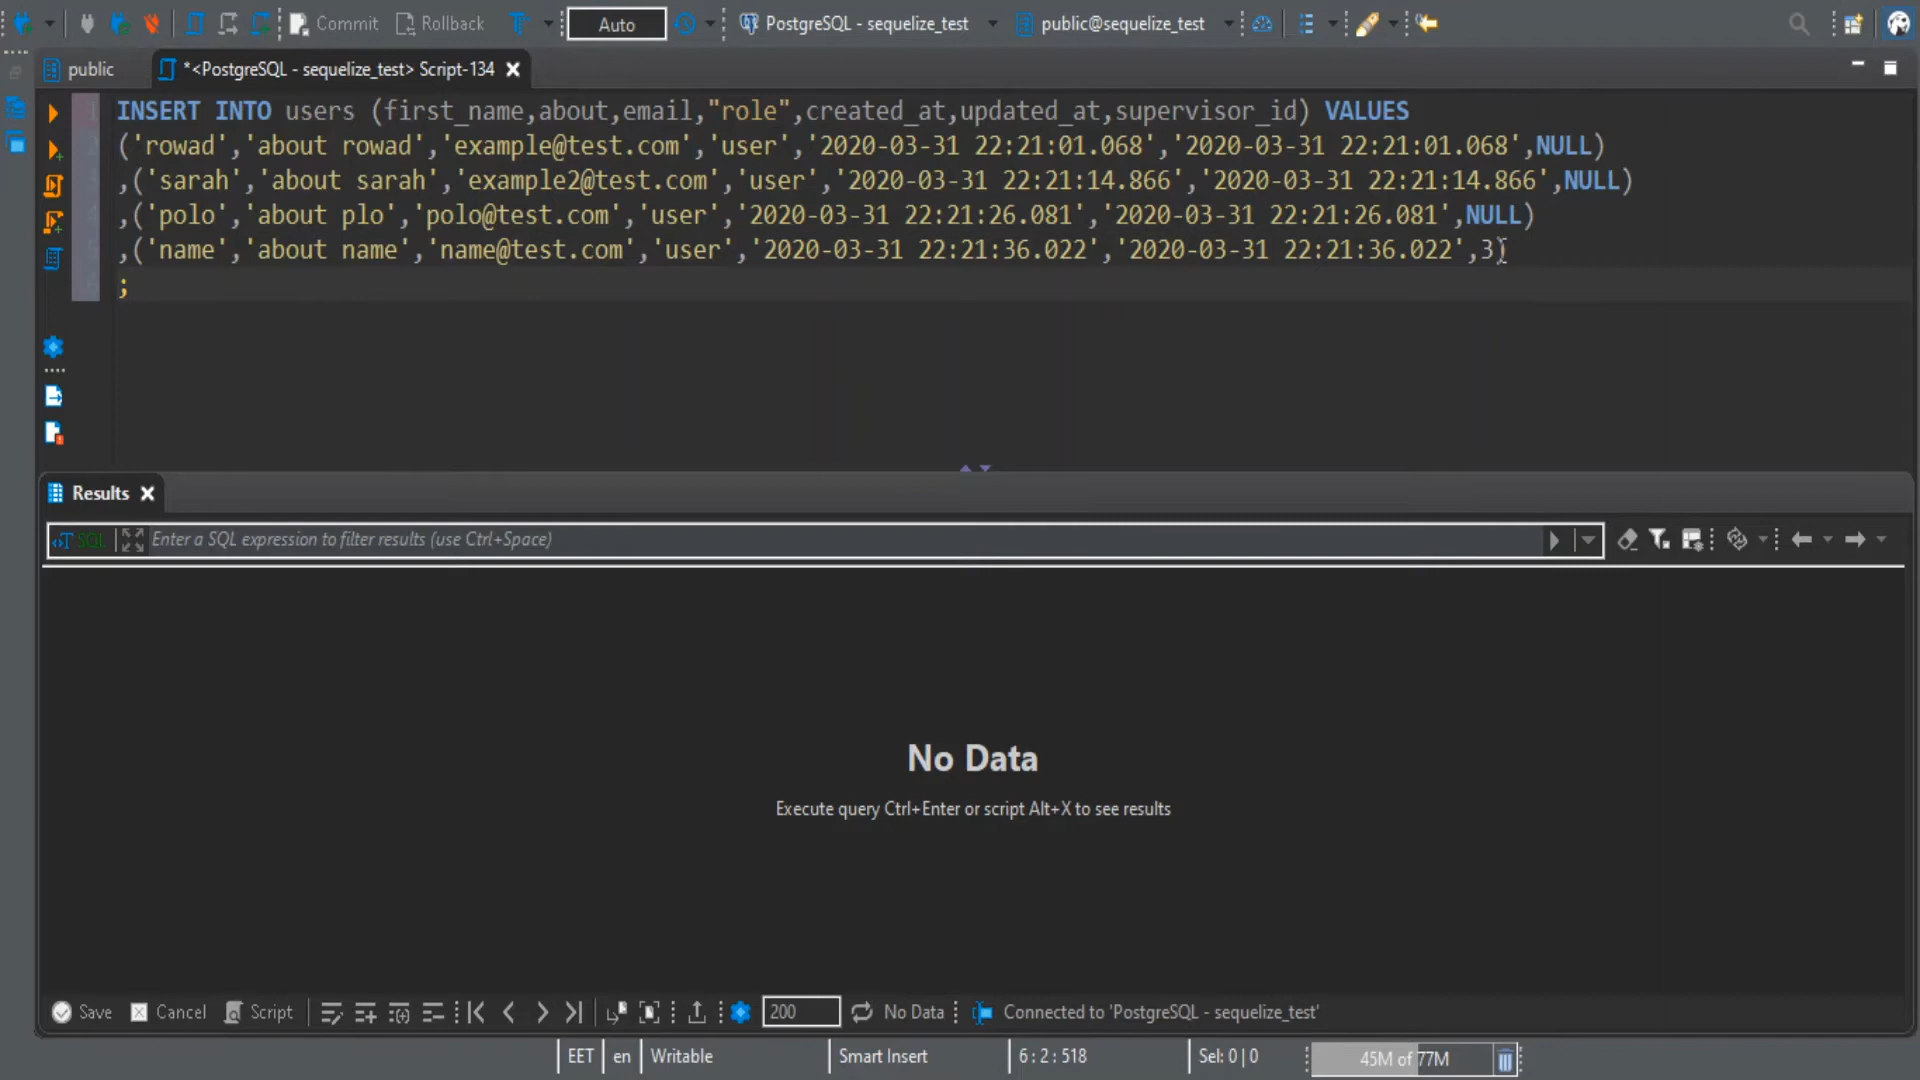 Commit Rollback Auto PostgreSQL - sequelize_test public@sequelize_test
public *<PostgreSQL - sequelize_test> Script-134
INSERT INTO users (first_name,about,email,"role",created_at,updated_at,supervisor_id) VALUES
('rowad','about rowad','example@test.com','user','2020-03-31 22:21:01.068','2020-03-31 22:21:01.068',NULL)
,('sarah','about sarah','example2@test.com','user','2020-03-31 22:21:14.866','2020-03-31 22:21:14.866',NULL)
,('polo','about plo','polo@test.com','user','2020-03-31 22:21:26.081','2020-03-31 22:21:26.081',NULL)
,('name','about name','name@test.com','user','2020-03-31 22:21:36.022','2020-03-31 22:21:36.022',3)
;
Results
SQL Enter a SQL expression to filter results (use Ctrl+Space)
No Data
Execute query Ctrl+Enter or script Alt+X to see results
Save Cancel Script 200 No Data Connected to 'PostgreSQL - sequelize_test'
EET en Writable Smart Insert 6 : 2 : 518 Sel: 0 | 0 45M of 77M